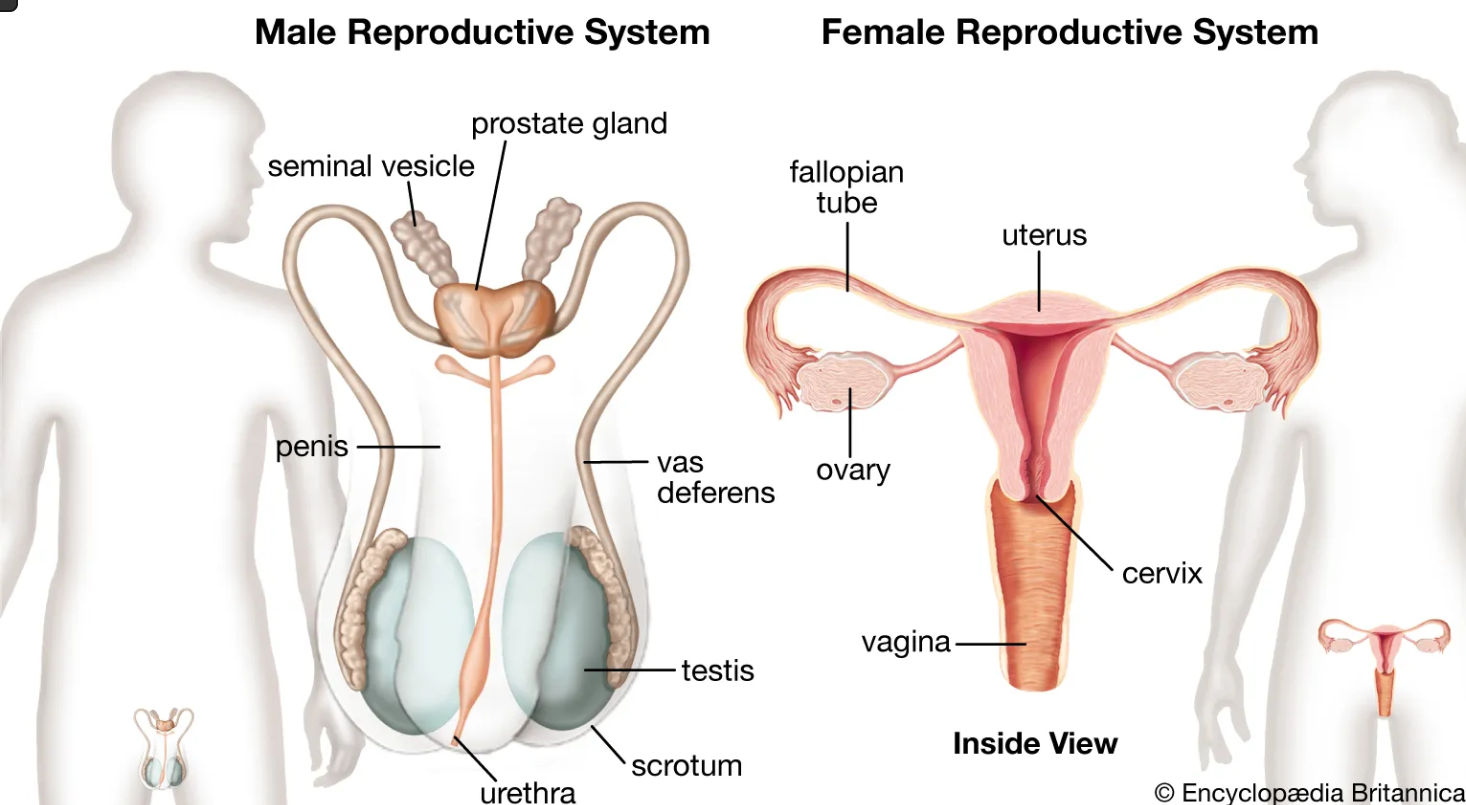 Male Reproductive System
Female Reproductive System
prostate gland
seminal vesicle
fallopian
tube
uterus
penis
vas
deferens
ovary
cervix
vagina
testis
Inside View
scrotum
urethra
© Encyclopædia Britannica